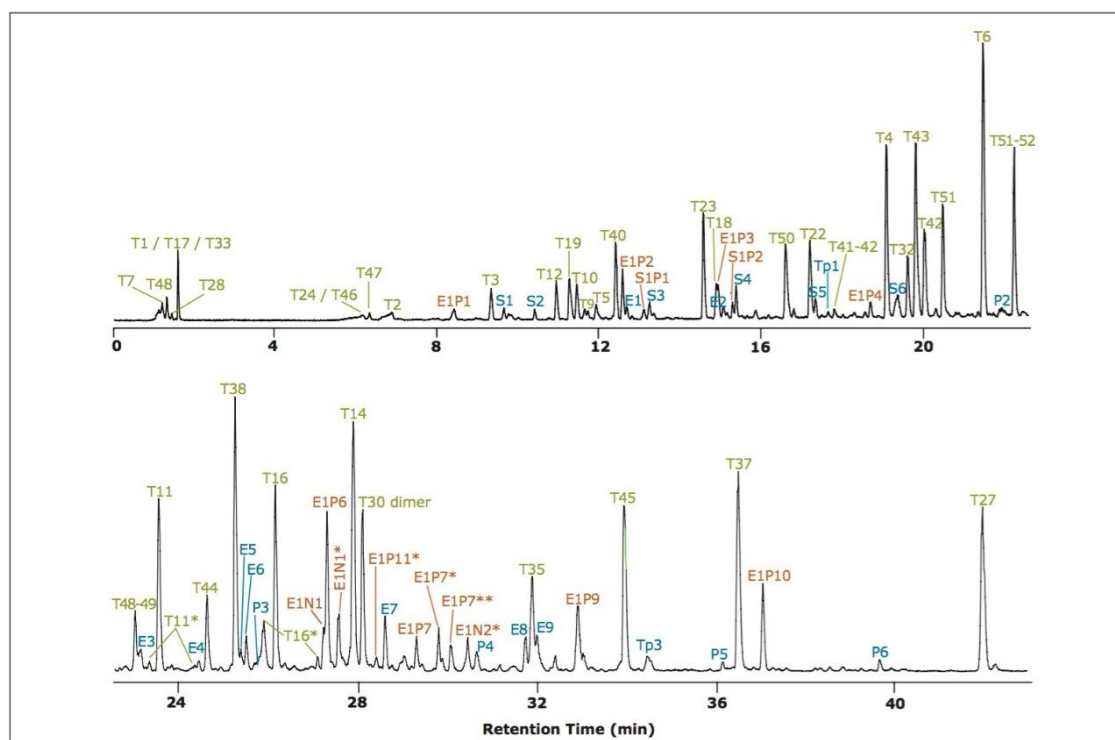 T6
T4
T43
T51-52
T23
T51
T1 / T17 / T33
T19
T40
E1P2
T18
E1P3
S1P2
T50
T22
T41-42
T32
T42
T7
T48
T28
T24 / T46
T47
T2
E1P1
T3
S1
S2
T12
T10
T9
T5
E1
S1P1
S3
E2
S4
S5
Tp1
E1P4
S6
P2
0
4
8
12
16
20
T38
T14
T11
T16
E1P6
T30 dimer
T37
T45
T27
E5
E6
E1N1*
E1P11*
T44
P3
E1N1
E7
E1P7*
E1P7**
T35
E1P9
E1P10
T48-49
E3
T11*
E4
T16*
E1P7
E1N2*
P4
E8
E9
Tp3
P5
P6
24
28
32
36
40
Retention Time (min)